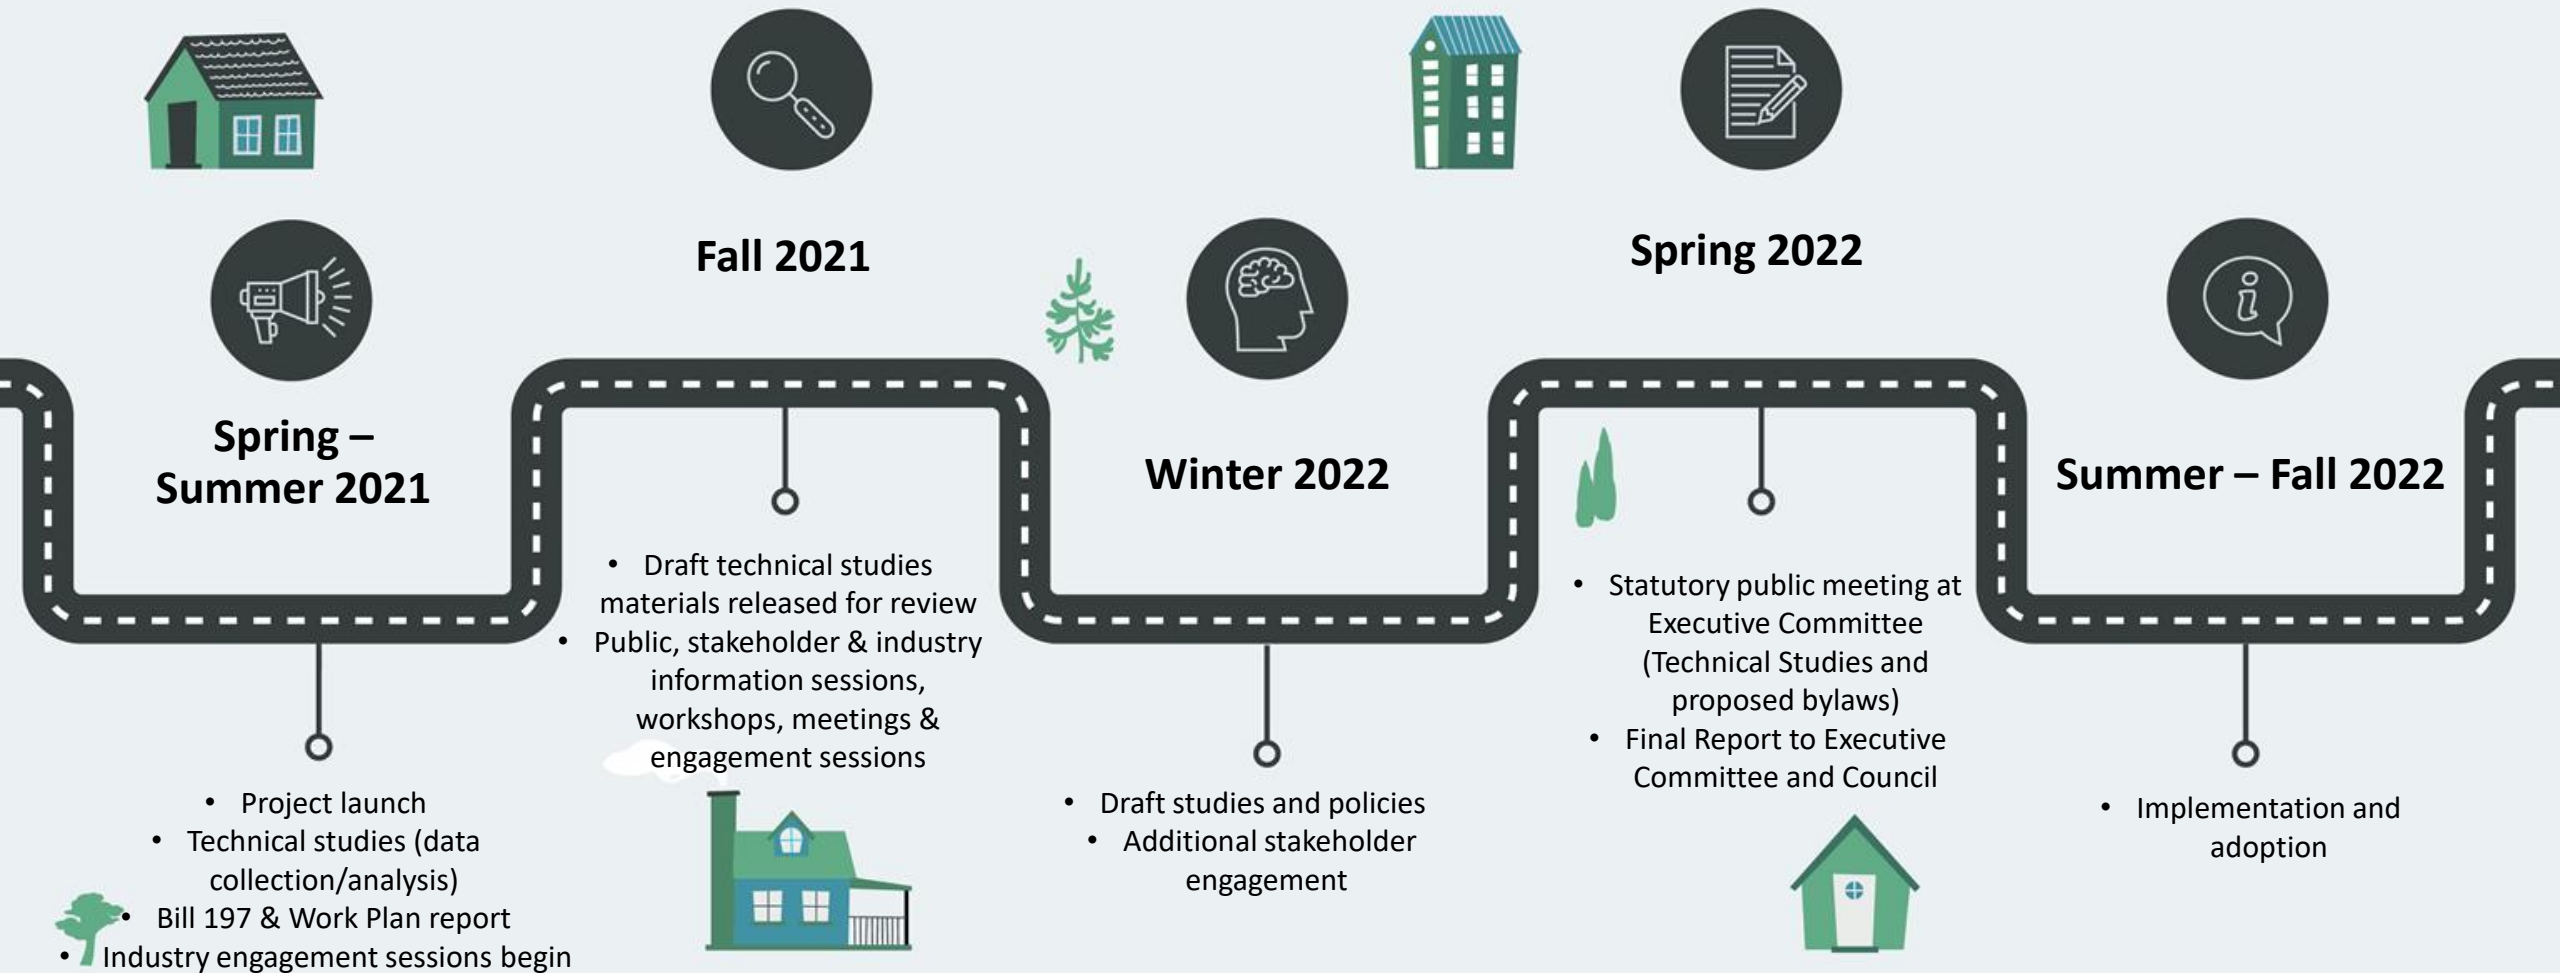 Spring –
Summer 2021
• Project launch
• Technical studies (data
collection/analysis)
• Bill 197 & Work Plan report
• Industry engagement sessions begin
Fall 2021
• Draft technical studies
materials released for review
• Public, stakeholder & industry
information sessions,
workshops, meetings &
engagement sessions
Winter 2022
• Draft studies and policies
• Additional stakeholder
engagement
Spring 2022
• Statutory public meeting at
Executive Committee
(Technical Studies and
proposed bylaws)
• Final Report to Executive
Committee and Council
Summer – Fall 2022
• Implementation and
adoption